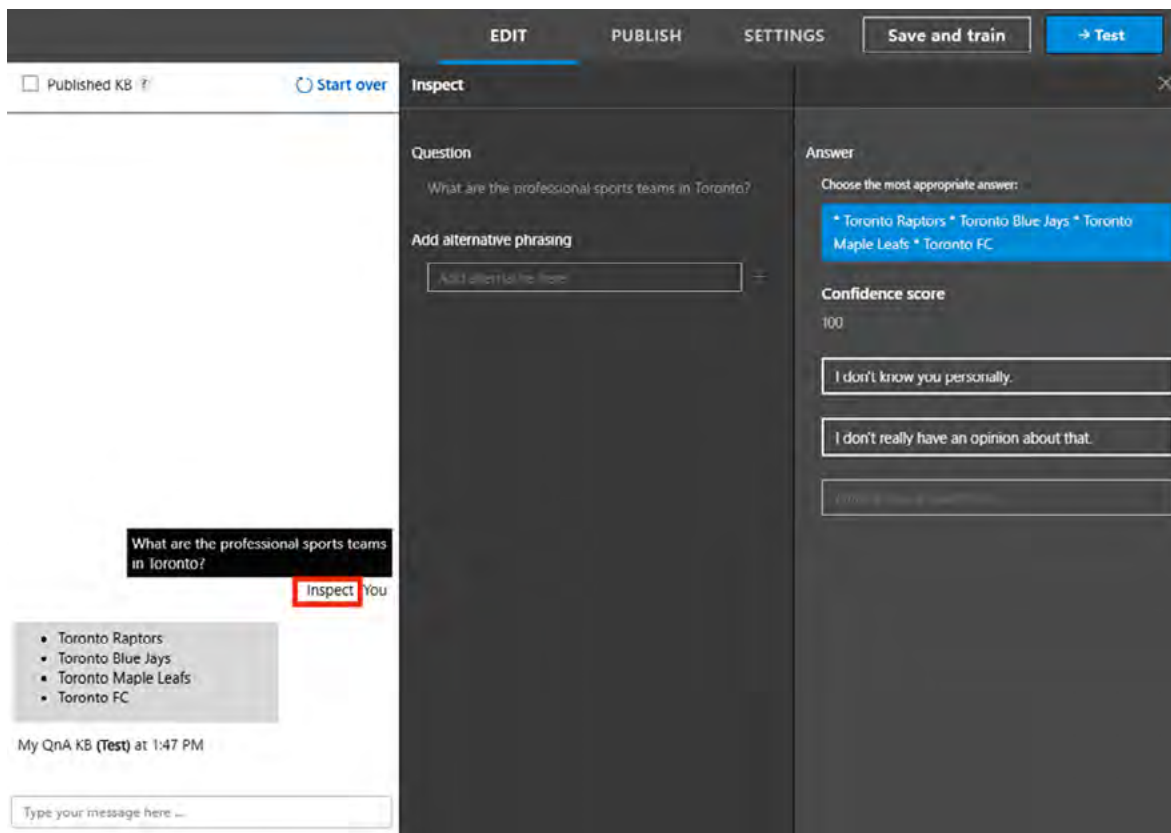 EDIT PUBLISH SETTINGS Save and train → Test
Published KB ? Start over
Inspect
Question
What are the professional sports teams in Toronto?
Add alternative phrasing
Add alternative here
Answer
Choose the most appropriate answer:
* Toronto Raptors * Toronto Blue Jays * Toronto
Maple Leafs * Toronto FC
Confidence score
100
I don't know you personally.
I don't really have an opinion about that.
What are the professional sports teams
in Toronto?
Inspect You
• Toronto Raptors
• Toronto Blue Jays
• Toronto Maple Leafs
• Toronto FC
My QnA KB (Test) at 1:47 PM
Type your message here ...